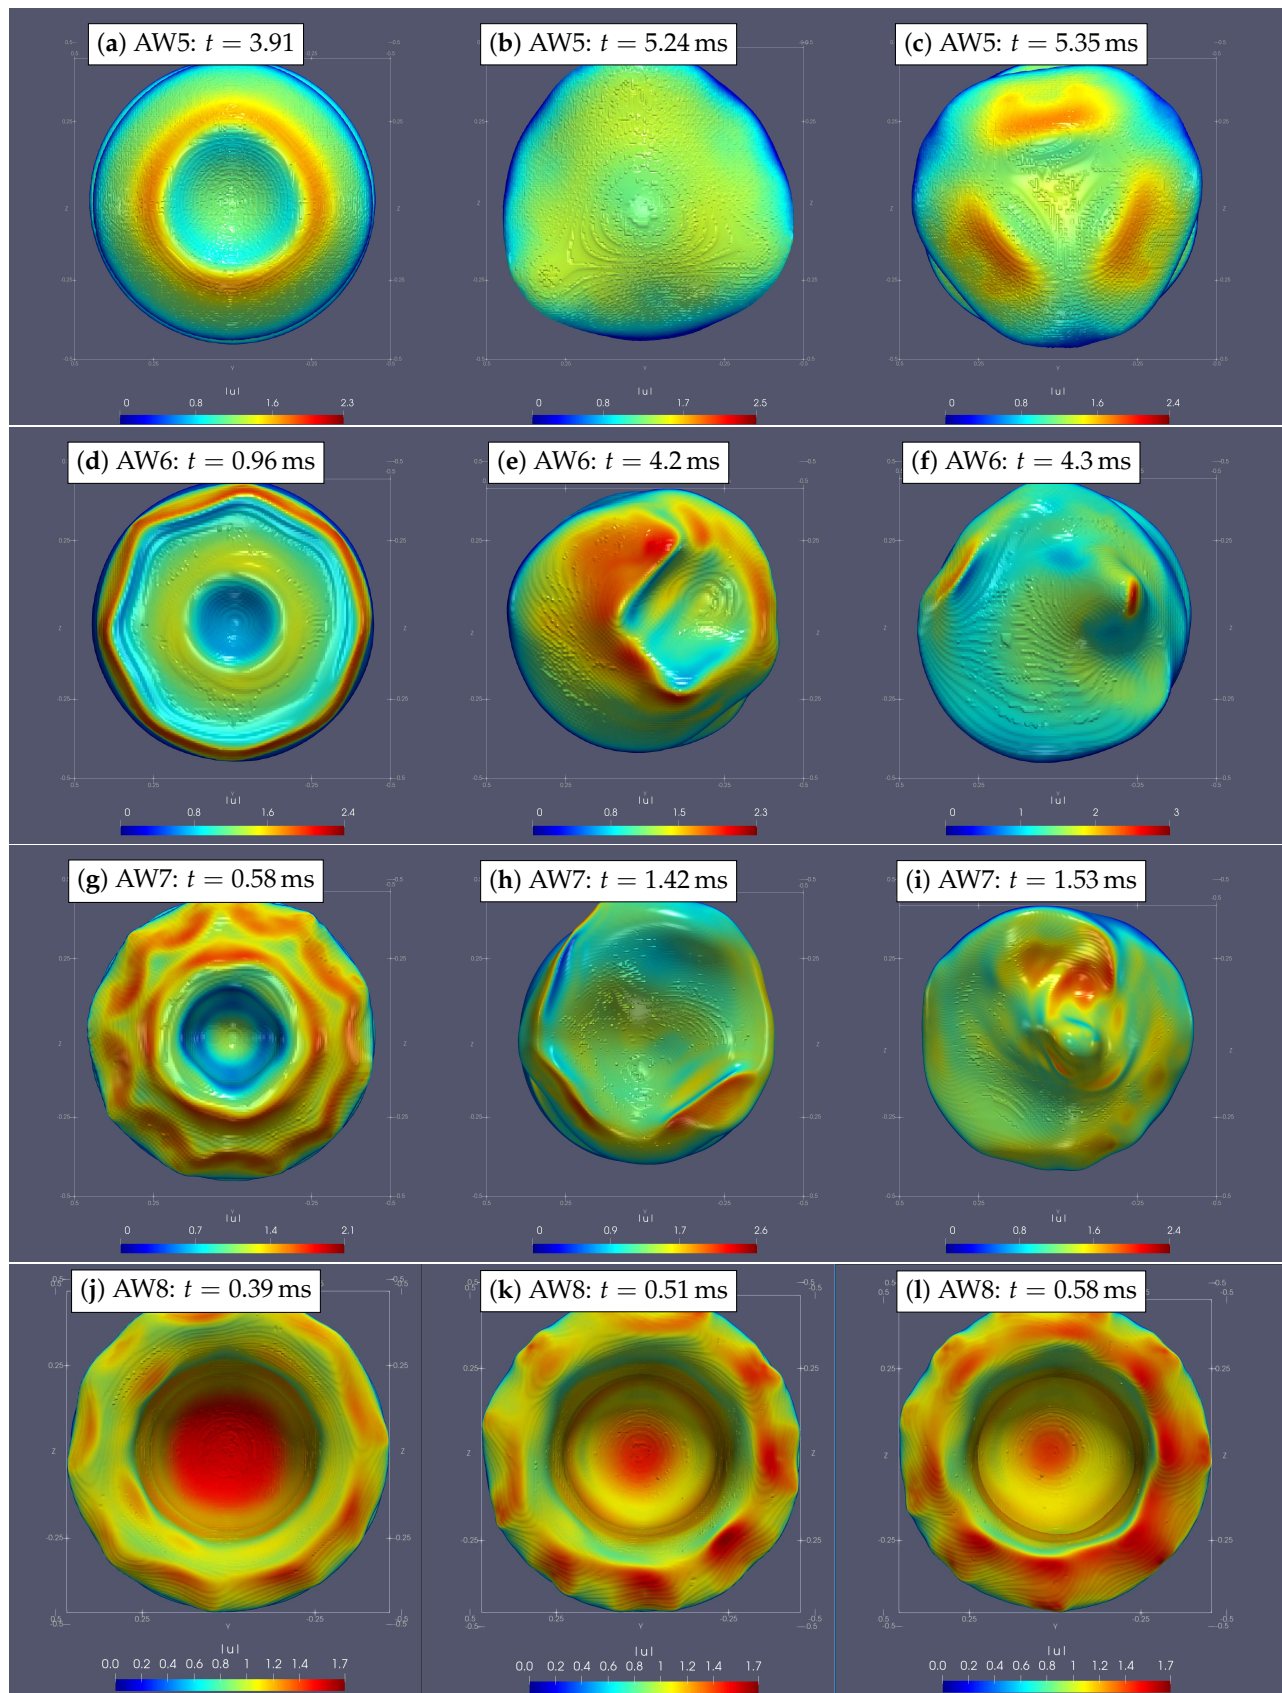 (a) AW5: t = 3.91
(b) AW5: t = 5.24 ms
(c) AW5: t = 5.35 ms
|u|
0 0.8 1.6 2.3
|u|
0 0.8 1.7 2.5
|u|
0 0.8 1.6 2.4
(d) AW6: t = 0.96 ms
(e) AW6: t = 4.2 ms
(f) AW6: t = 4.3 ms
|u|
0 0.8 1.6 2.4
|u|
0 0.8 1.5 2.3
|u|
0 1 2 3
(g) AW7: t = 0.58 ms
(h) AW7: t = 1.42 ms
(i) AW7: t = 1.53 ms
|u|
0 0.7 1.4 2.1
|u|
0 0.9 1.7 2.6
|u|
0 0.8 1.6 2.4
(j) AW8: t = 0.39 ms
(k) AW8: t = 0.51 ms
(l) AW8: t = 0.58 ms
|u|
0.0 0.2 0.4 0.6 0.8 1 1.2 1.4 1.7
|u|
0.0 0.2 0.4 0.6 0.8 1 1.2 1.4 1.7
|u|
0.0 0.2 0.4 0.6 0.8 1 1.2 1.4 1.7